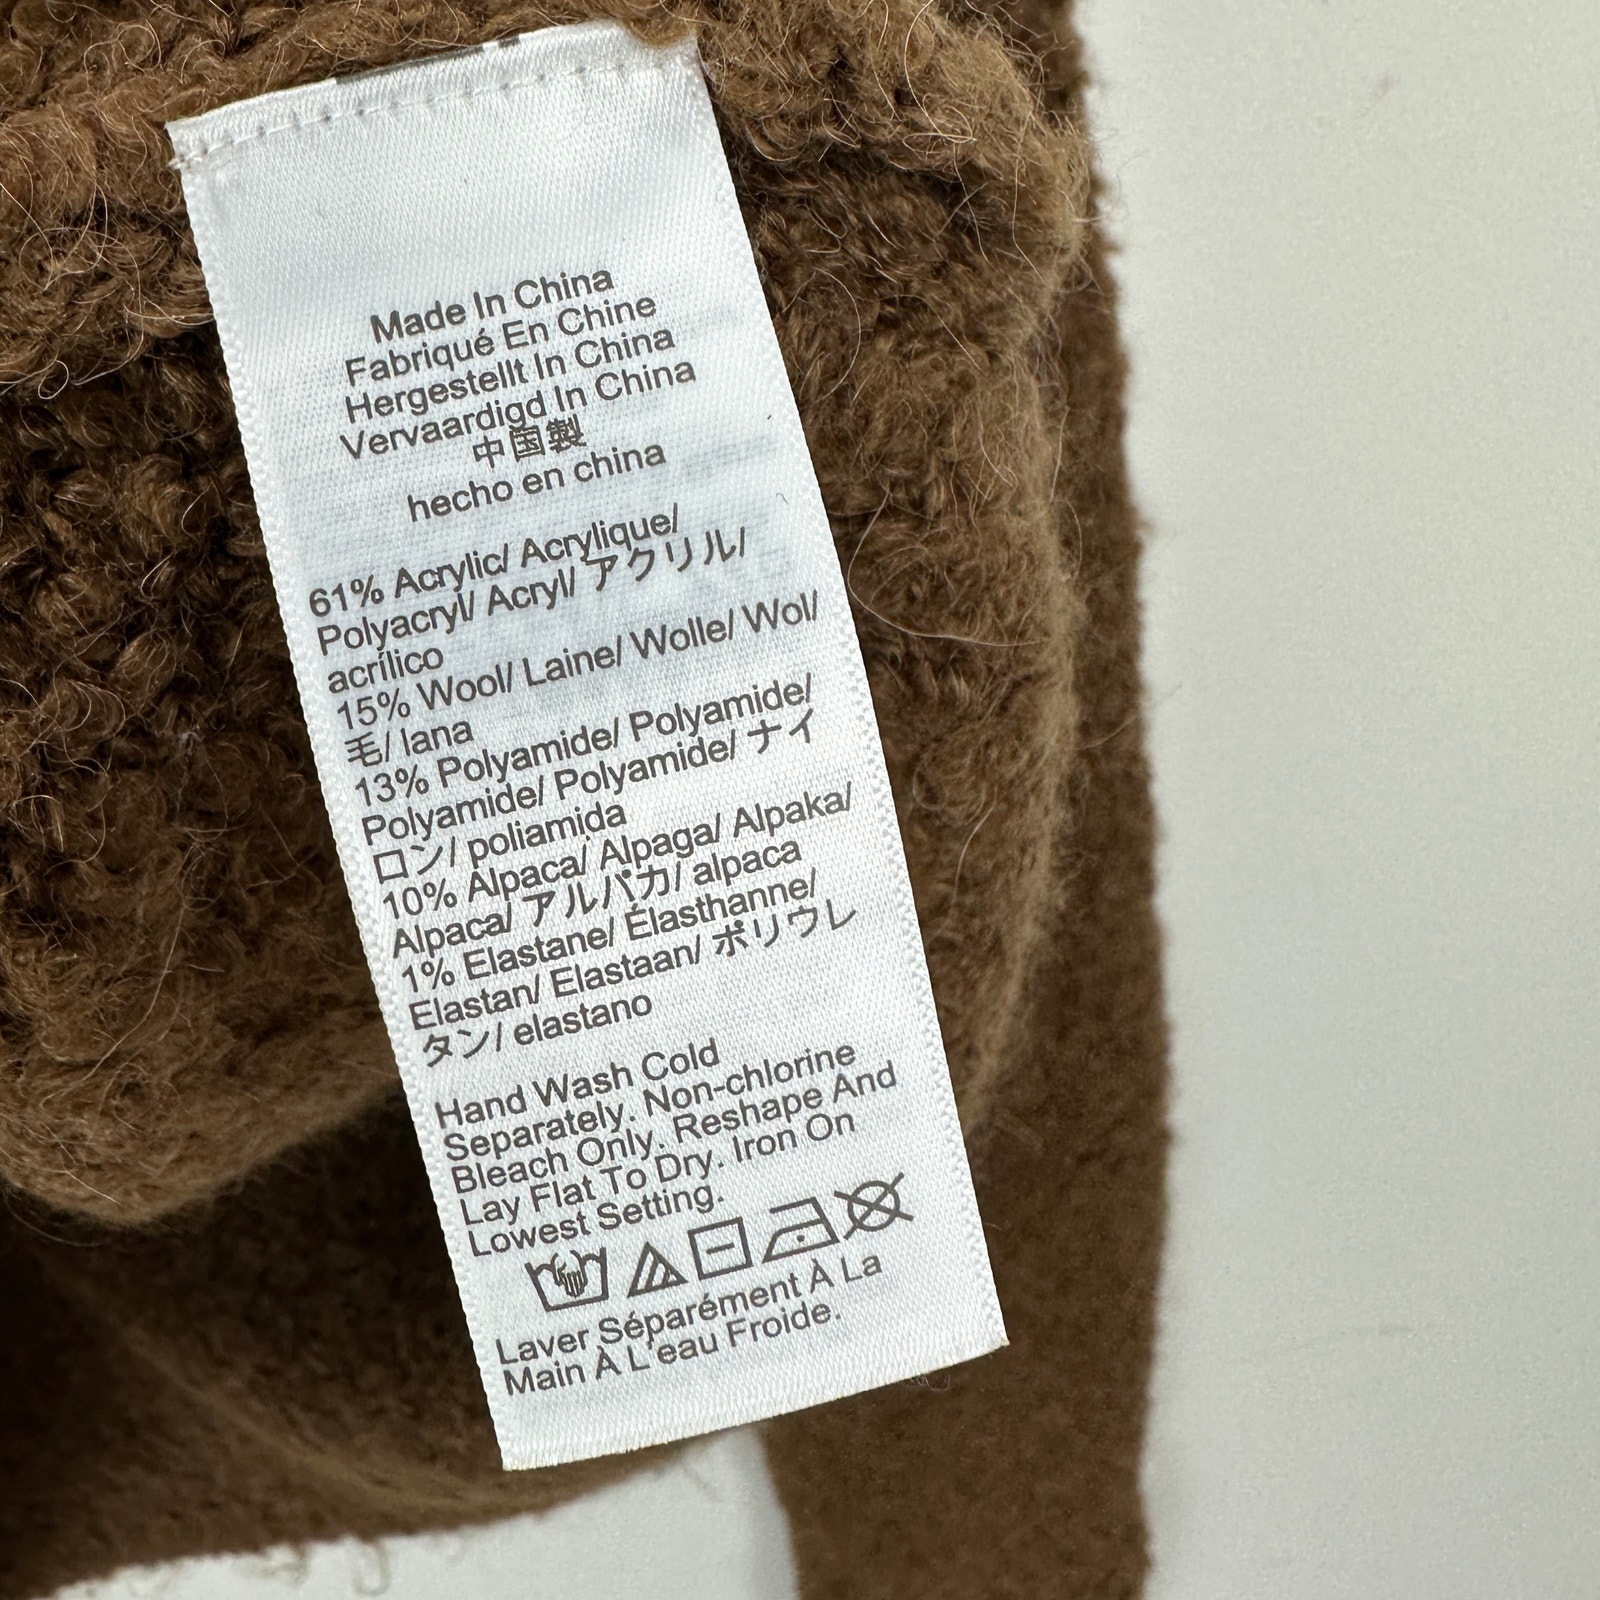 Made In China
Fabriqué En Chine
Hergestellt In China
Vervaardigd In China
中国製
hecho en china
61% Acrylic/ Acrylique/
Polyacryl/ Acryl/ アクリル/
acrílico
15% Wool/ Laine/ Wolle/ Wol/
毛/ lana
13% Polyamide/ Polyamide/
Polyamide/ Polyamide/ ナイ
ロン/ poliamida
10% Alpaca/ Alpaga/ Alpaka/
Alpaca/ アルパカ/ alpaca
1% Elastane/ Élasthanne/
Elastan/ Elastaan/ ポリウレ
タン/ elastano
Hand Wash Cold
Separately. Non-chlorine
Bleach Only. Reshape And
Lay Flat To Dry. Iron On
Lowest Setting.
Laver Séparément À La
Main À L'eau Froide.